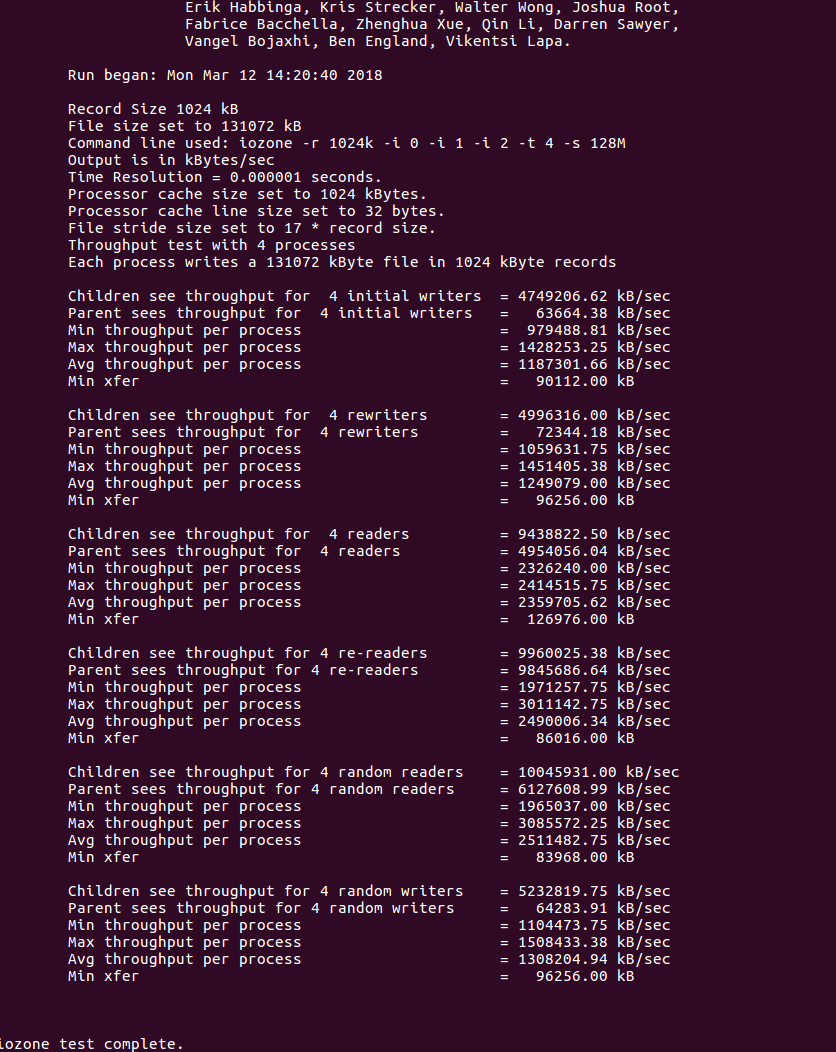 Erik Habbinga, Kris Strecker, Walter Wong, Joshua Root,
Fabrice Bacchella, Zhenghua Xue, Qin Li, Darren Sawyer,
Vangel Bojaxhi, Ben England, Vikentsi Lapa.
Run began: Mon Mar 12 14:20:40 2018
Record Size 1024 kB
File size set to 131072 kB
Command line used: iozone -r 1024k -i 0 -i 1 -i 2 -t 4 -s 128M
Output is in kBytes/sec
Time Resolution = 0.000001 seconds.
Processor cache size set to 1024 kBytes.
Processor cache line size set to 32 bytes.
File stride size set to 17 * record size.
Throughput test with 4 processes
Each process writes a 131072 kByte file in 1024 kByte records
Children see throughput for  4 initial writers  = 4749206.62 kB/sec
Parent sees throughput for  4 initial writers   =   63664.38 kB/sec
Min throughput per process                      =  979488.81 kB/sec
Max throughput per process                      = 1428253.25 kB/sec
Avg throughput per process                      = 1187301.66 kB/sec
Min xfer                                        =   90112.00 kB
Children see throughput for  4 rewriters        = 4996316.00 kB/sec
Parent sees throughput for  4 rewriters         =   72344.18 kB/sec
Min throughput per process                      = 1059631.75 kB/sec
Max throughput per process                      = 1451405.38 kB/sec
Avg throughput per process                      = 1249079.00 kB/sec
Min xfer                                        =   96256.00 kB
Children see throughput for  4 readers          = 9438822.50 kB/sec
Parent sees throughput for  4 readers           = 4954056.04 kB/sec
Min throughput per process                      = 2326240.00 kB/sec
Max throughput per process                      = 2414515.75 kB/sec
Avg throughput per process                      = 2359705.62 kB/sec
Min xfer                                        =  126976.00 kB
Children see throughput for 4 re-readers        = 9960025.38 kB/sec
Parent sees throughput for 4 re-readers         = 9845686.64 kB/sec
Min throughput per process                      = 1971257.75 kB/sec
Max throughput per process                      = 3011142.75 kB/sec
Avg throughput per process                      = 2490006.34 kB/sec
Min xfer                                        =   86016.00 kB
Children see throughput for 4 random readers    = 10045931.00 kB/sec
Parent sees throughput for 4 random readers     = 6127608.99 kB/sec
Min throughput per process                      = 1965037.00 kB/sec
Max throughput per process                      = 3085572.25 kB/sec
Avg throughput per process                      = 2511482.75 kB/sec
Min xfer                                        =   83968.00 kB
Children see throughput for 4 random writers    = 5232819.75 kB/sec
Parent sees throughput for 4 random writers     =   64283.91 kB/sec
Min throughput per process                      = 1104473.75 kB/sec
Max throughput per process                      = 1508433.38 kB/sec
Avg throughput per process                      = 1308204.94 kB/sec
Min xfer                                        =   96256.00 kB
iozone test complete.